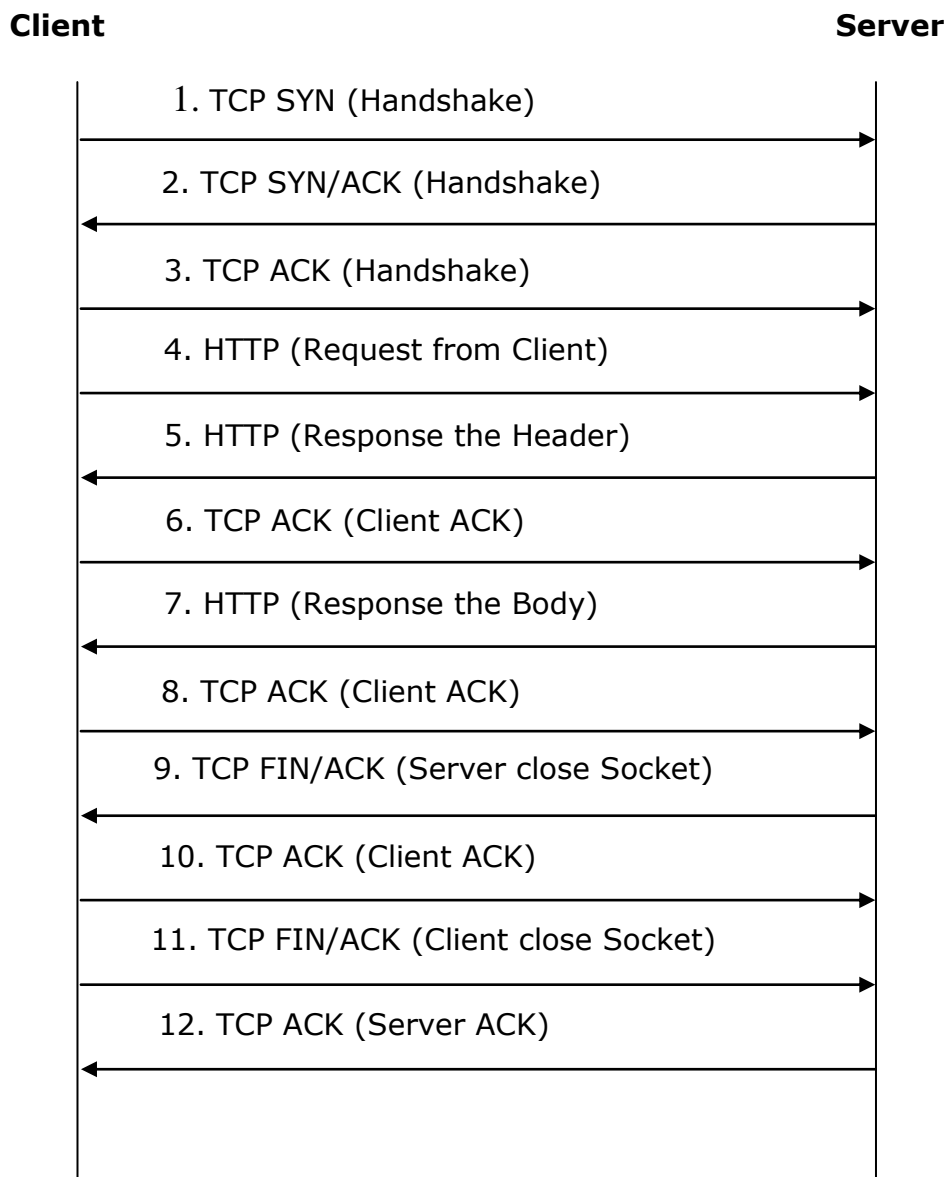 Client Server
1. TCP SYN (Handshake)
2. TCP SYN/ACK (Handshake)
3. TCP ACK (Handshake)
4. HTTP (Request from Client)
5. HTTP (Response the Header)
6. TCP ACK (Client ACK)
7. HTTP (Response the Body)
8. TCP ACK (Client ACK)
9. TCP FIN/ACK (Server close Socket)
10. TCP ACK (Client ACK)
11. TCP FIN/ACK (Client close Socket)
12. TCP ACK (Server ACK)